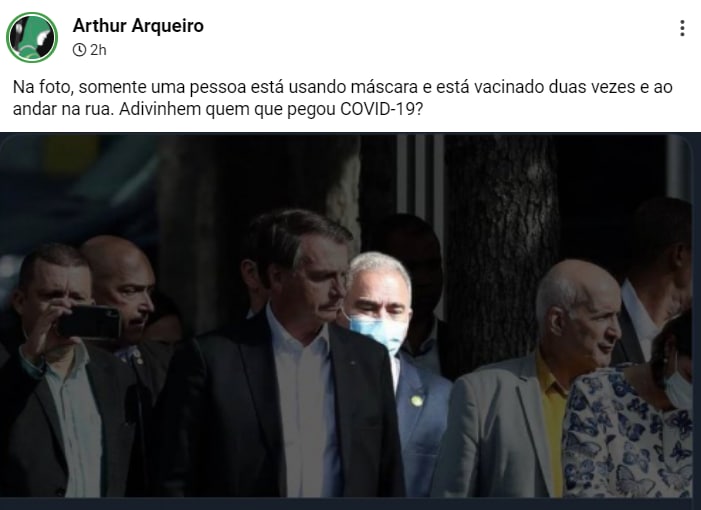 Arthur Arqueiro
2h
Na foto, somente uma pessoa está usando máscara e está vacinado duas vezes e ao
andar na rua. Adivinhem quem que pegou COVID-19?